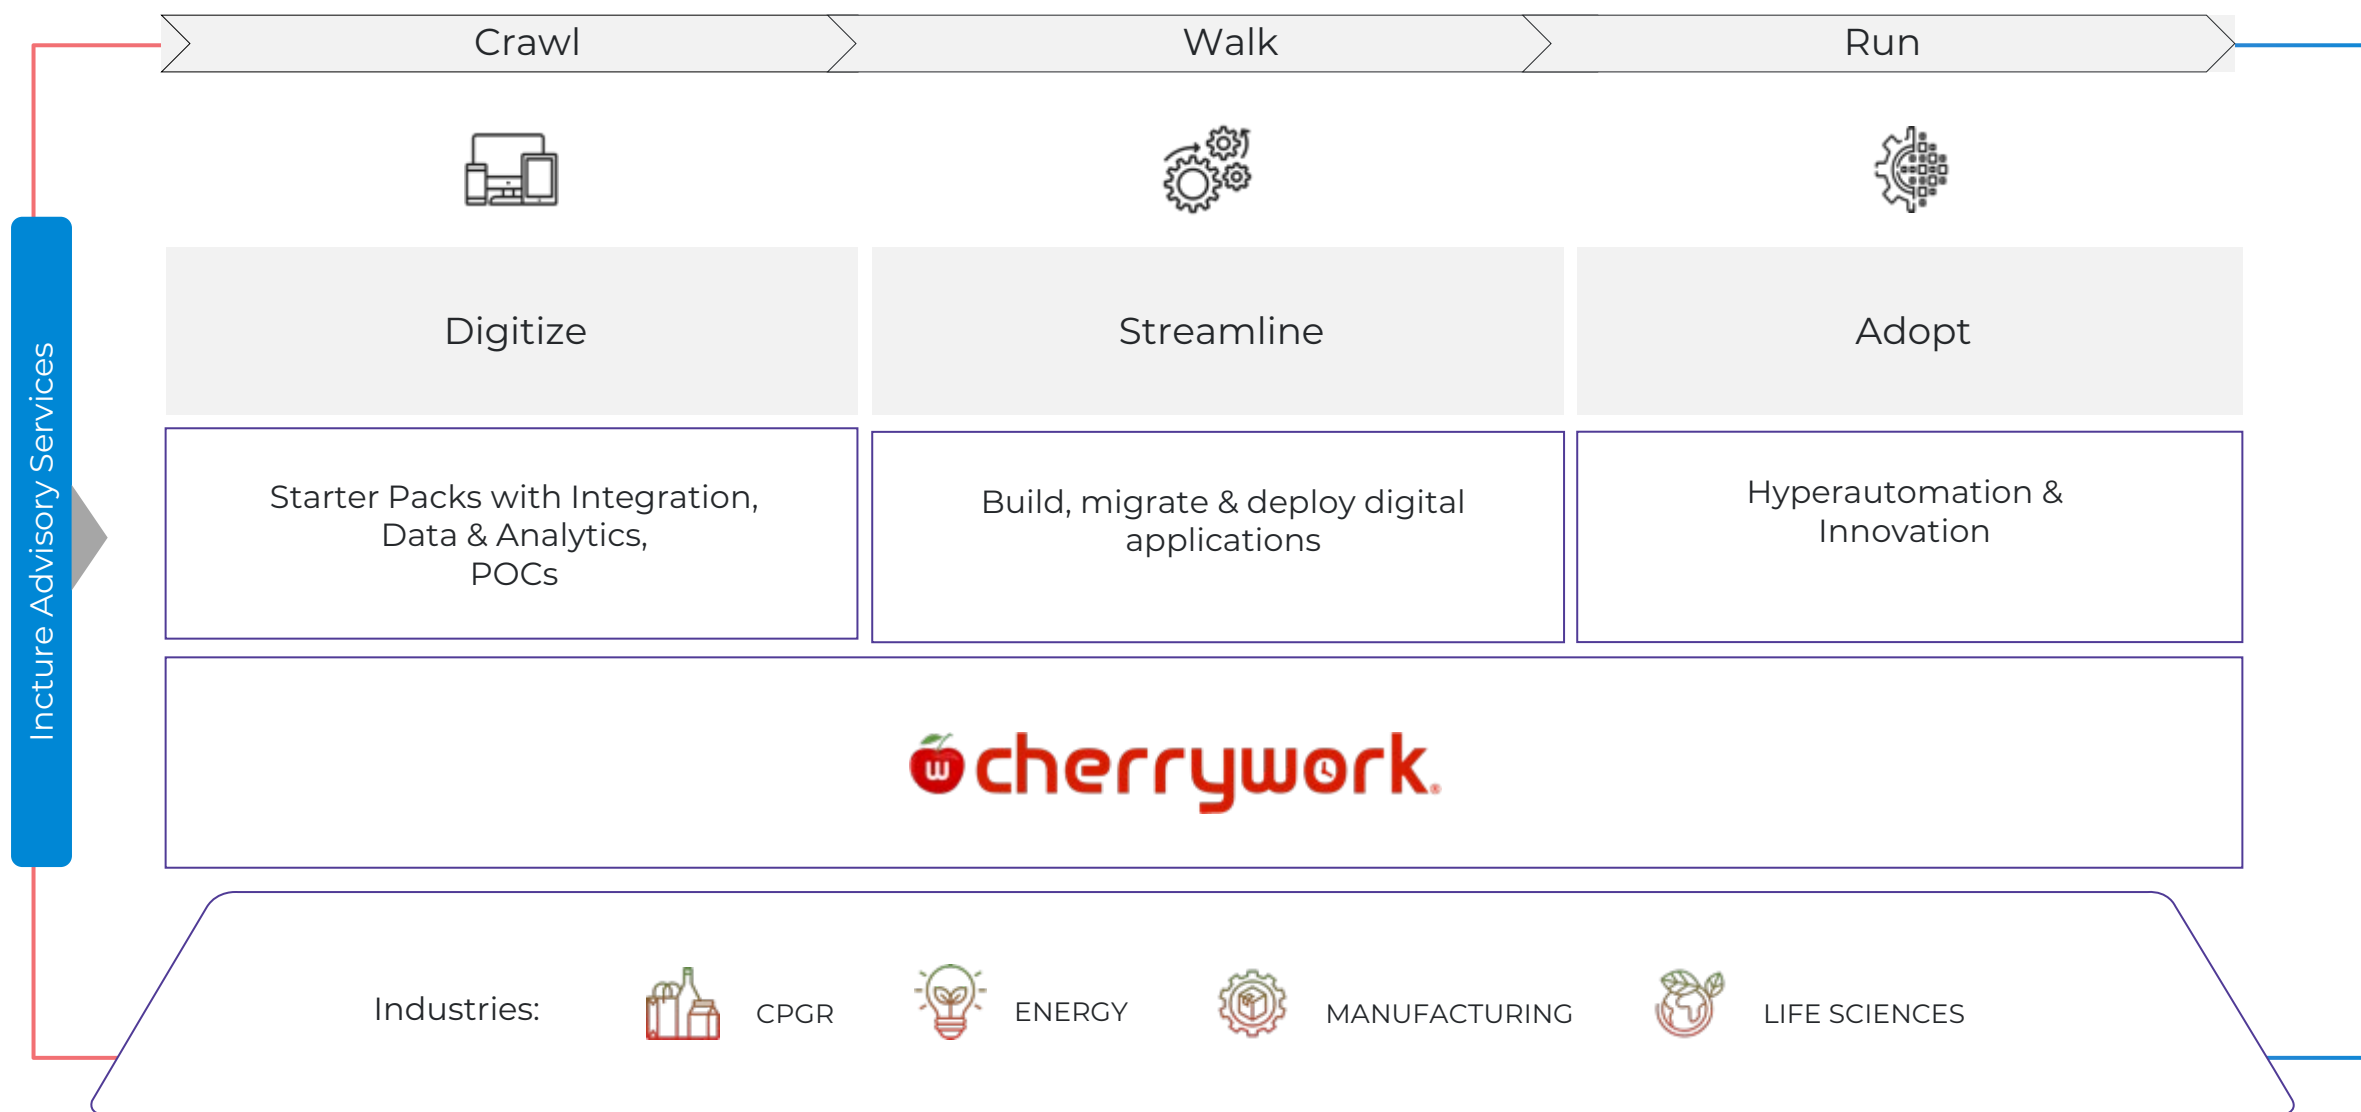 Crawl
Walk
Run
Incture Advisory Services
Digitize
Streamline
Adopt
Starter Packs with Integration,
Data & Analytics,
POCs
Build, migrate & deploy digital
applications
Hyperautomation &
Innovation
w cherrywork®
Industries:
CPGR
ENERGY
MANUFACTURING
LIFE SCIENCES